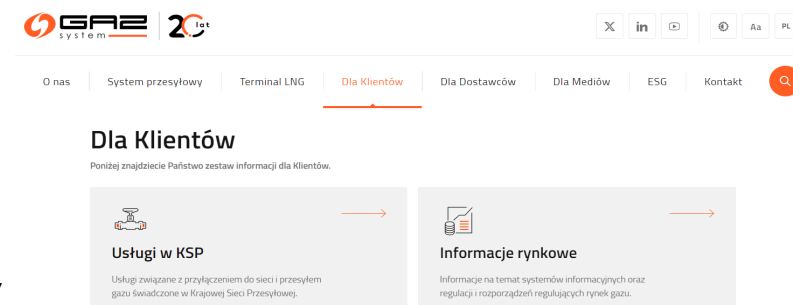 GAZ system 20 lat
X in Aa PL
O nas System przesyłowy Terminal LNG Dla Klientów Dla Dostawców Dla Mediów ESG Kontakt
Dla Klientów
Poniżej znajdziecie Państwo zestaw informacji dla Klientów.
Usługi w KSP
Usługi związane z przyłączeniem do sieci i przesyłem
gazu świadczone w Krajowej Sieci Przesyłowej.
Informacje rynkowe
Informacje na temat systemów informacyjnych oraz
regulacji i rozporządzeń regulujących rynek gazu.